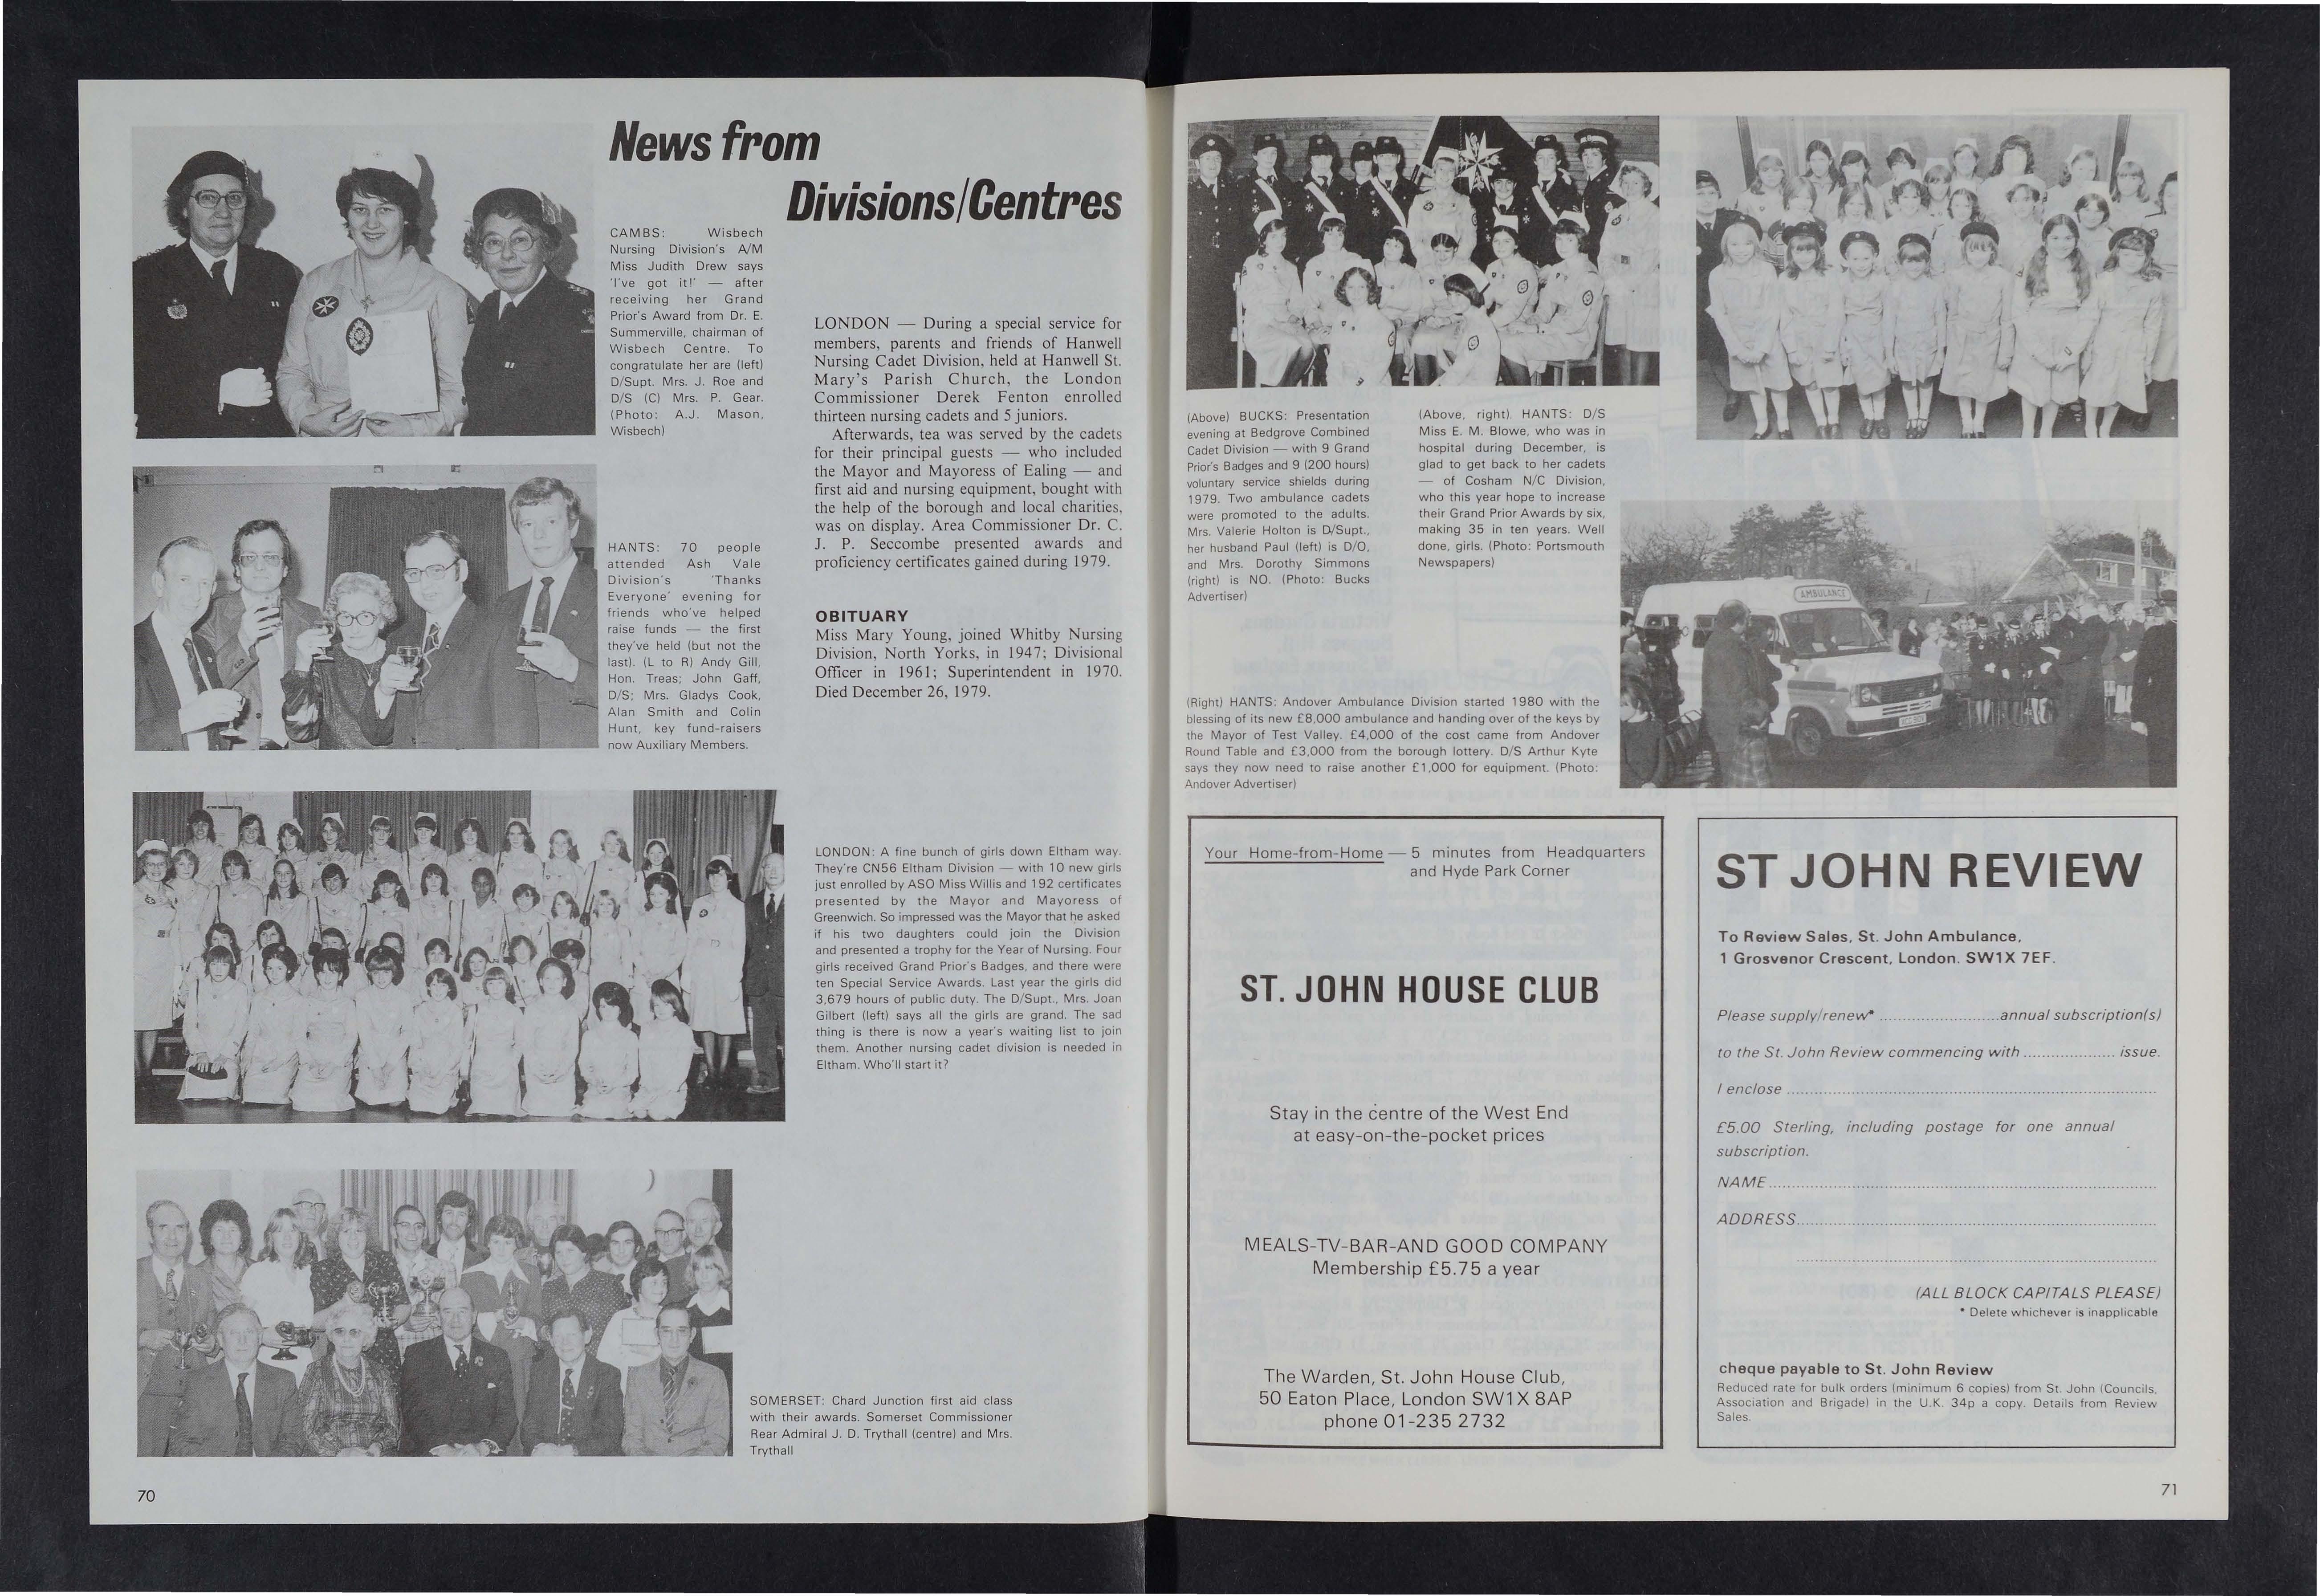 News from
Divisions/Centres
CAMBS: Wisbech
Nursing Division's A/M
Miss Judith Drew says
'I've got it!' — after
receiving her Grand
Prior's Award from Dr. E.
Summerville, chairman of
Wisbech Centre. To
congratulate her are (left)
D/Supt. Mrs. J. Roe and
D/S (C) Mrs. P. Gear.
(Photo: A.J. Mason,
Wisbech)
HANTS: 70 people
attended Ash Vale
Division's 'Thanks
Everyone' evening for
friends who've helped
raise funds — the first
they've held (but not the
last). (L to R) Andy Gill,
Hon. Treas; John Gaff,
D/S; Mrs. Gladys Cook,
Alan Smith and Colin
Hunt, key fund-raisers
now Auxiliary Members.
LONDON — During a special service for
members, parents and friends of Hanwell
Nursing Cadet Division, held at Hanwell St.
Mary's Parish Church, the London
Commissioner Derek Fenton enrolled
thirteen nursing cadets and 5 juniors.
Afterwards, tea was served by the cadets
for their principal guests — who included
the Mayor and Mayoress of Ealing — and
first aid and nursing equipment, bought with
the help of the borough and local charities,
was on display. Area Commissioner Dr. C.
J. P. Seccombe presented awards and
proficiency certificates gained during 1979.
OBITUARY
Miss Mary Young, joined Whitby Nursing
Division, North Yorks, in 1947; Divisional
Officer in 1961; Superintendent in 1970.
Died December 26, 1979.
LONDON: A fine bunch of girls down Eltham way.
They're CN56 Eltham Division — with 10 new girls
just enrolled by ASO Miss Willis and 192 certificates
presented by the Mayor and Mayoress of
Greenwich. So impressed was the Mayor that he asked
if his two daughters could join the Division
and presented a trophy for the Year of Nursing. Four
girls received Grand Prior's Badges, and there were
ten Special Service Awards. Last year the girls did
3,679 hours of public duty. The D/Supt., Mrs. Joan
Gilbert (left) says all the girls are grand. The sad
thing is there is now a year's waiting list to join
them. Another nursing cadet division is needed in
Eltham. Who'll start it?
SOMERSET: Chard Junction first aid class
with their awards. Somerset Commissioner
Rear Admiral J. D. Trythall (centre) and Mrs.
Trythall
70
(Above) BUCKS: Presentation
evening at Bedgrove Combined
Cadet Division — with 9 Grand
Prior's Badges and 9 (200 hours)
voluntary service shields during
1979. Two ambulance cadets
were promoted to the adults.
Mrs. Valerie Holton is D/Supt.,
her husband Paul (left) is D/O,
and Mrs. Dorothy Simmons
(right) is NO. (Photo: Bucks
Advertiser)
(Above, right). HANTS: D/S
Miss E. M. Blowe, who was in
hospital during December, is
glad to get back to her cadets
— of Cosham N/C Division,
who this year hope to increase
their Grand Prior Awards by six,
making 35 in ten years. Well
done, girls. (Photo: Portsmouth
Newspapers)
(Right) HANTS: Andover Ambulance Division started 1980 with the
blessing of its new £8,000 ambulance and handing over of the keys by
the Mayor of Test Valley. £4,000 of the cost came from Andover
Round Table and £3,000 from the borough lottery. D/S Arthur Kyte
says they now need to raise another £1,000 for equipment. (Photo:
Andover Advertiser)
AMBULANCE
Your Home-from-Home — 5 minutes from Headquarters
and Hyde Park Corner
ST. JOHN HOUSE CLUB
Stay in the centre of the West End
at easy-on-the-pocket prices
MEALS-TV-BAR-AND GOOD COMPANY
Membership £5.75 a year
The Warden, St. John House Club,
50 Eaton Place, London SW1X 8AP
phone 01-235 2732
ST JOHN REVIEW
To Review Sales, St. John Ambulance,
1 Grosvenor Crescent, London. SW1X 7EF.
Please supply/renew* ........................annual subscription(s)
to the St. John Review commencing with ................... issue.
I enclose ...........................................................................
£5.00 Sterling, including postage for one annual
subscription.
NAME...............................................................................
ADDRESS.........................................................................
.........................................................................
(ALL BLOCK CAPITALS PLEASE)
* Delete whichever is inapplicable
cheque payable to St. John Review
Reduced rate for bulk orders (minimum 6 copies) from St. John (Councils,
Association and Brigade) in the U.K. 34p a copy. Details from Review
Sales.
71